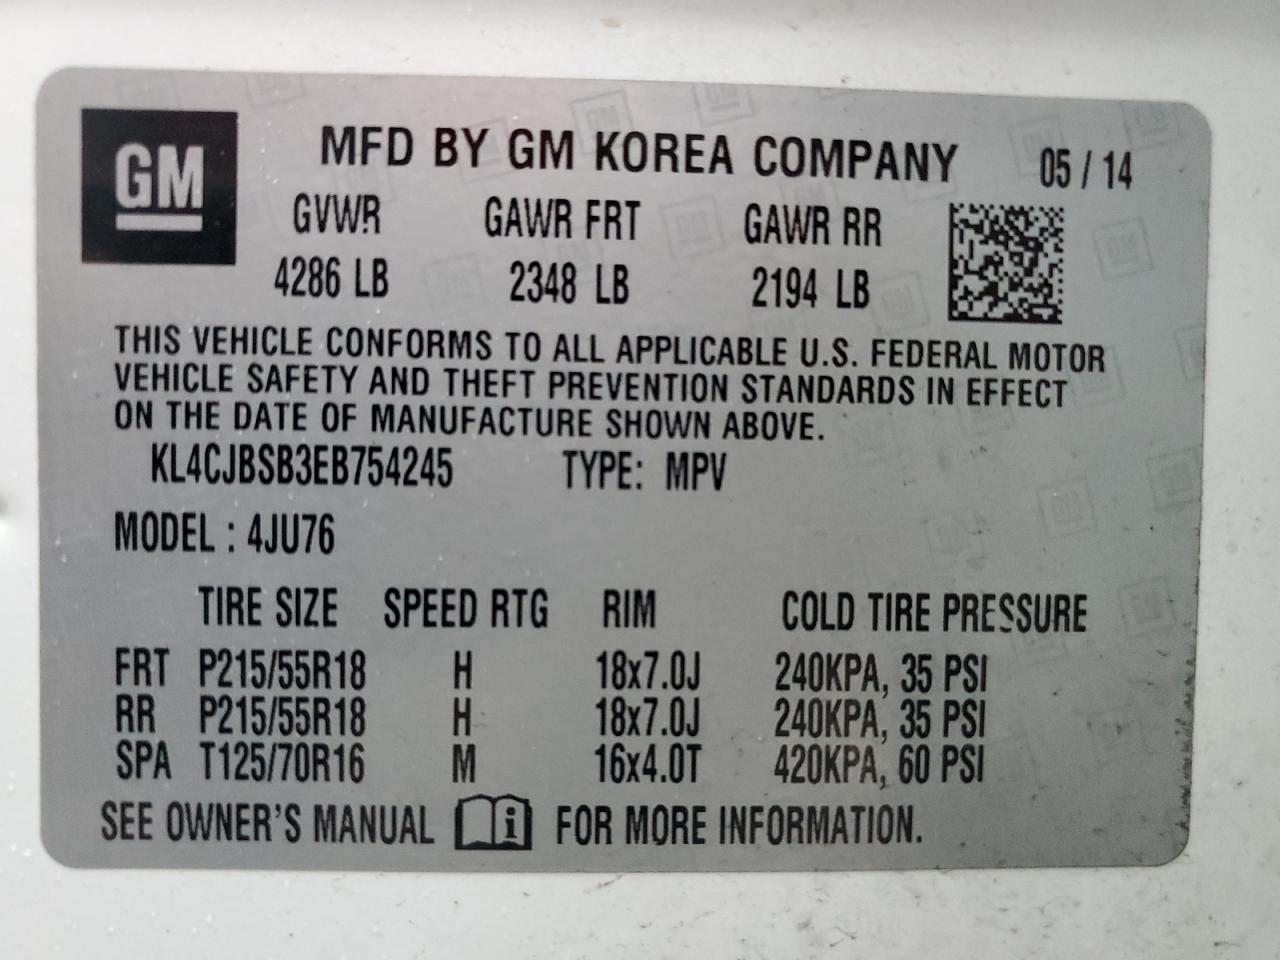 GM
MFD BY GM KOREA COMPANY 05 / 14
GVWR GAWR FRT GAWR RR
4286 LB 2348 LB 2194 LB
THIS VEHICLE CONFORMS TO ALL APPLICABLE U.S. FEDERAL MOTOR
VEHICLE SAFETY AND THEFT PREVENTION STANDARDS IN EFFECT
ON THE DATE OF MANUFACTURE SHOWN ABOVE.
KL4CJBSB3EB754245 TYPE: MPV
MODEL : 4JU76
TIRE SIZE SPEED RTG RIM COLD TIRE PRESSURE
FRT P215/55R18 H 18x7.0J 240KPA, 35 PSI
RR P215/55R18 H 18x7.0J 240KPA, 35 PSI
SPA T125/70R16 M 16x4.0T 420KPA, 60 PSI
SEE OWNER'S MANUAL i FOR MORE INFORMATION.